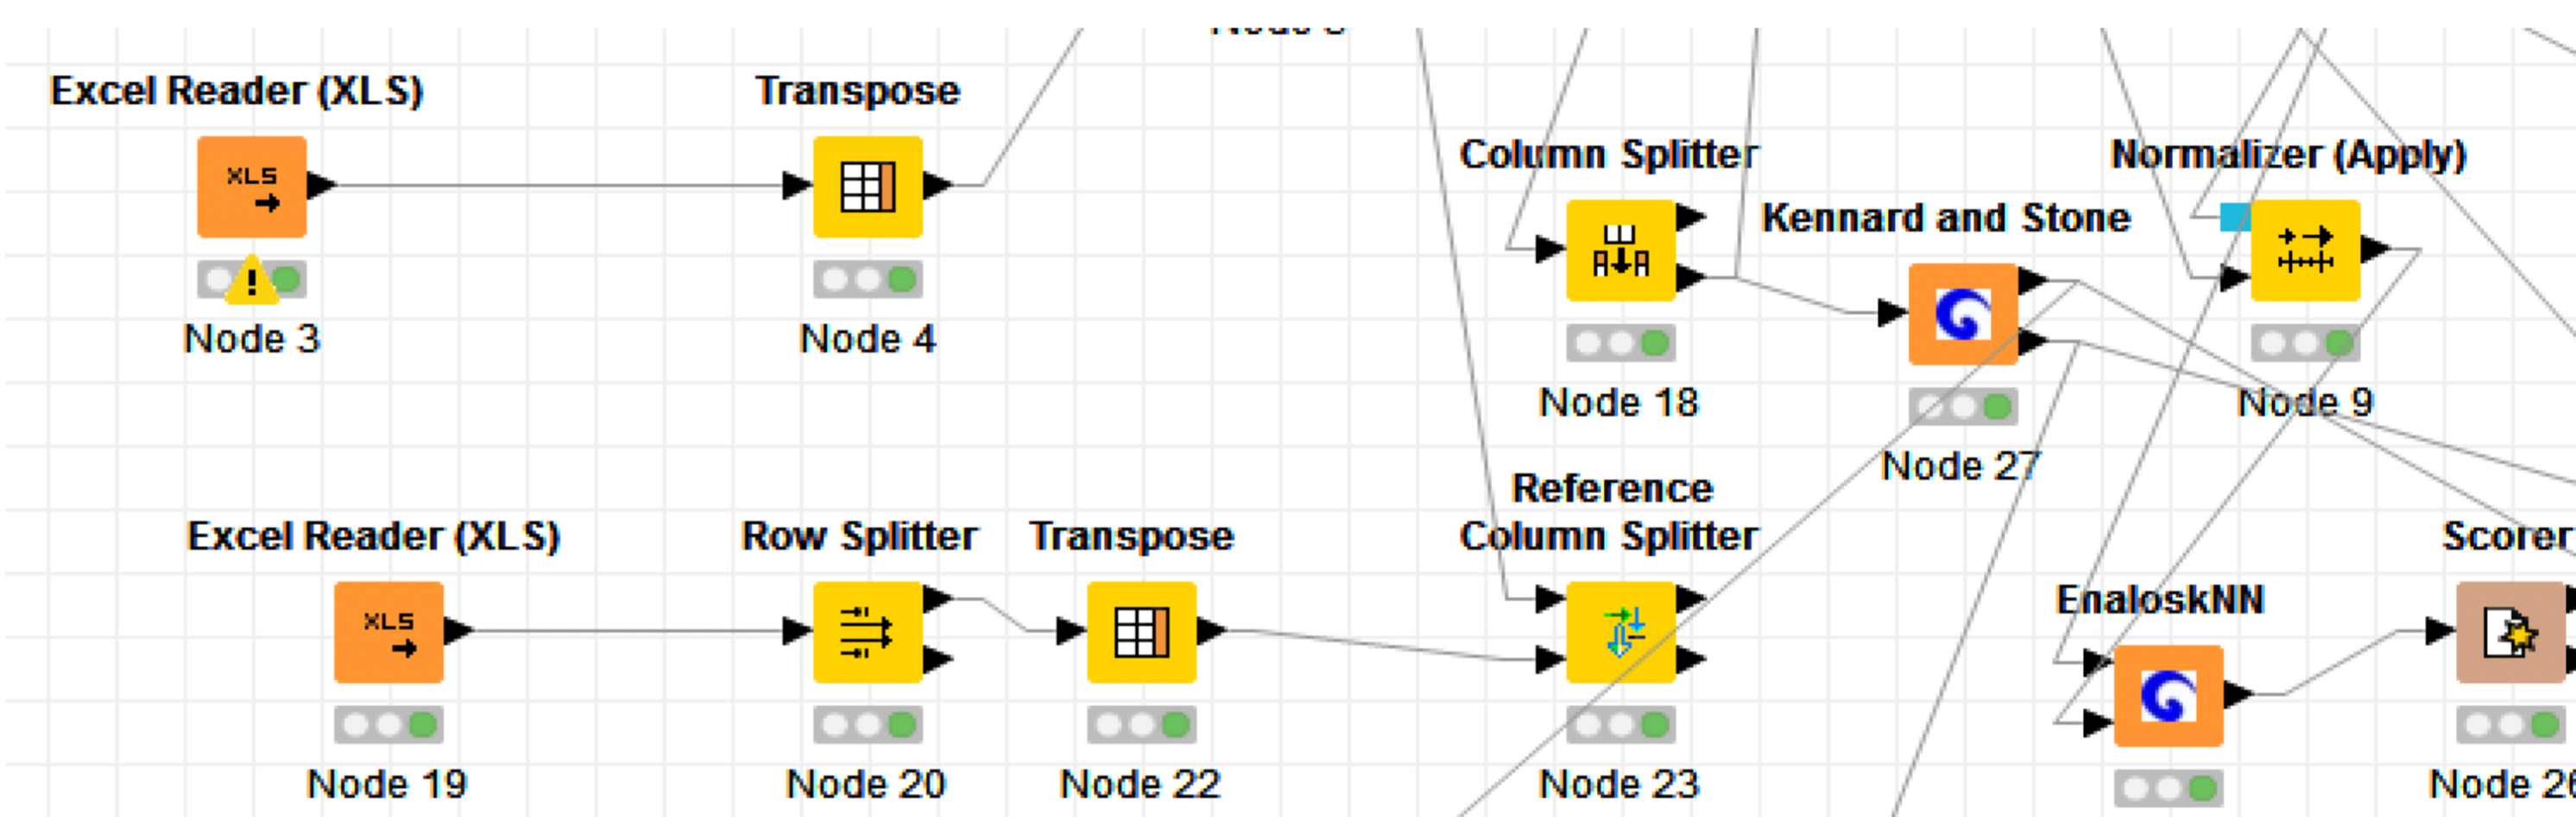 Excel Reader (XLS)
XLS
Node 3
Transpose
Node 4
Column Splitter
Node 18
Kennard and Stone
Node 27
Normalizer (Apply)
Node 9
Excel Reader (XLS)
XLS
Node 19
Row Splitter
Node 20
Transpose
Node 22
Reference
Column Splitter
Node 23
EnaloskNN
Scorer
Node 26